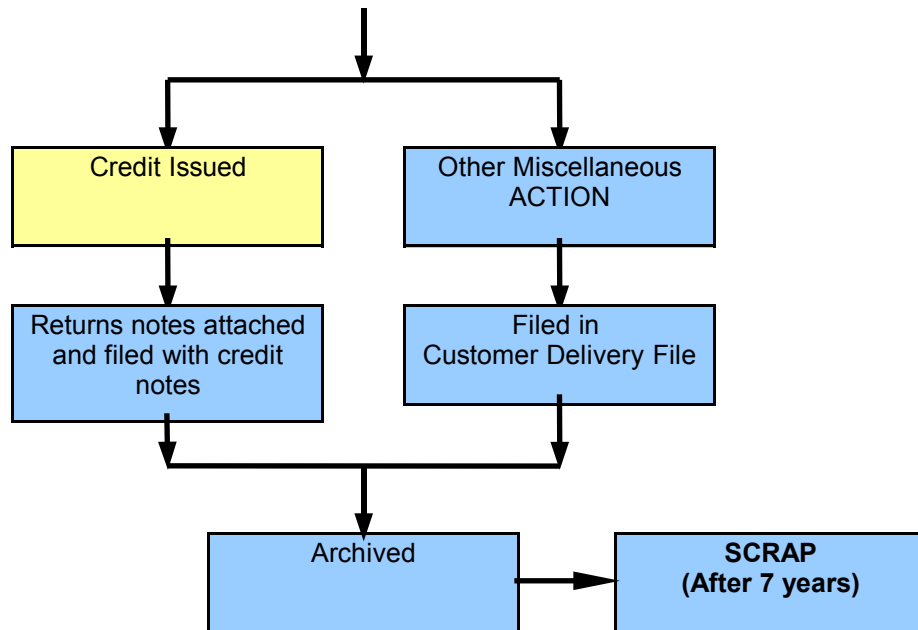 Credit Issued
Other Miscellaneous
ACTION
Returns notes attached
and filed with credit
notes
Filed in
Customer Delivery File
Archived
SCRAP
(After 7 years)